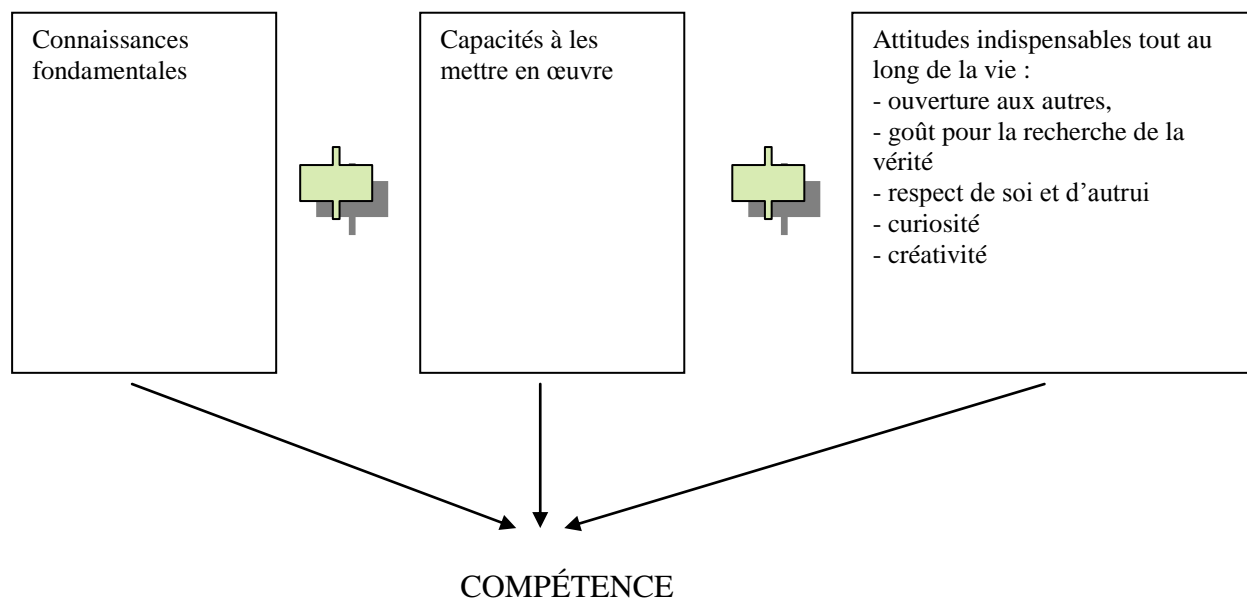 Connaissances
fondamentales
Capacités à les
mettre en œuvre
Attitudes indispensables tout au
long de la vie :
- ouverture aux autres,
- goût pour la recherche de la
vérité
- respect de soi et d’autrui
- curiosité
- créativité
COMPÉTENCE